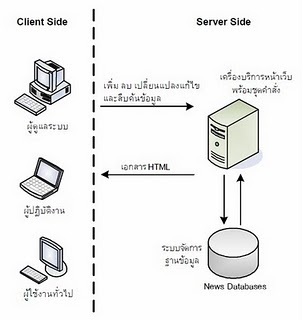 Client Side
Server Side
เพิ่ม ลบ เปลี่ยนแปลงแก้ไข
และสืบค้นข้อมูล
เครื่องบริการหน้าเว็บ
พร้อมชุดคำสั่ง
ผู้ดูแลระบบ
เอกสาร HTML
ผู้ปฏิบัติงาน
ระบบจัดการ
ฐานข้อมูล
ผู้ใช้งานทั่วไป
News Databases